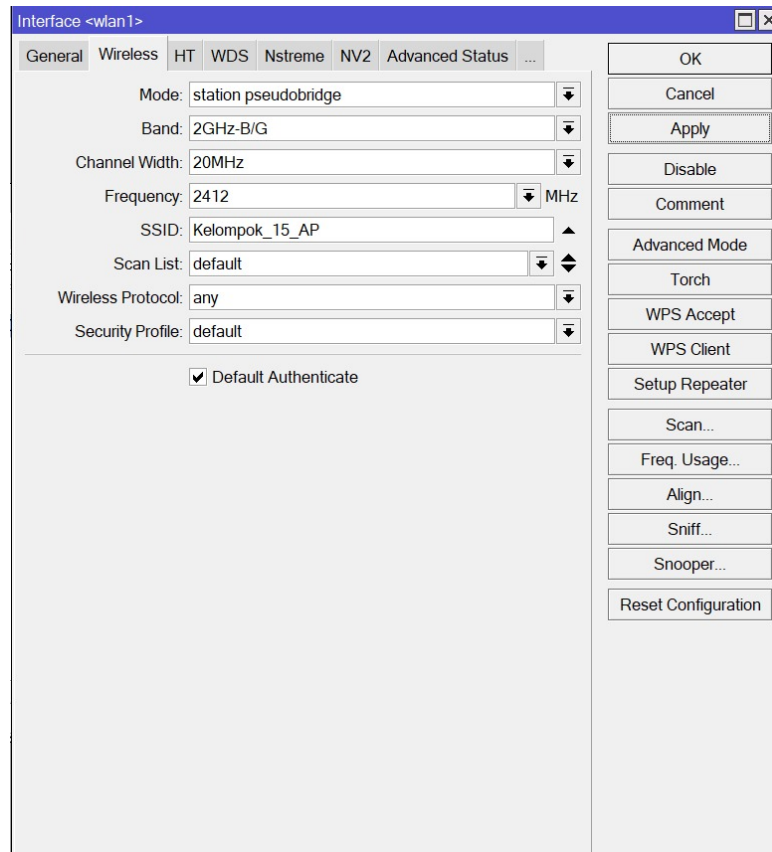 Interface <wlan1>
General Wireless HT WDS Nstreme NV2 Advanced Status ...
Mode: station pseudobridge
Band: 2GHz-B/G
Channel Width: 20MHz
Frequency: 2412 MHz
SSID: Kelompok_15_AP
Scan List: default
Wireless Protocol: any
Security Profile: default
Default Authenticate
OK
Cancel
Apply
Disable
Comment
Advanced Mode
Torch
WPS Accept
WPS Client
Setup Repeater
Scan...
Freq. Usage...
Align...
Sniff...
Snooper...
Reset Configuration